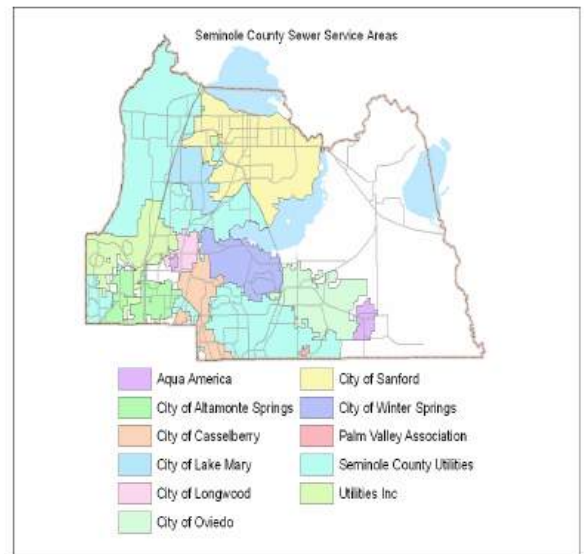 Seminole County Sewer Service Areas
Aqua America
City of Altamonte Springs
City of Casselberry
City of Lake Mary
City of Longwood
City of Oviedo
City of Sanford
City of Winter Springs
Palm Valley Association
Seminole County Utilities
Utilities Inc